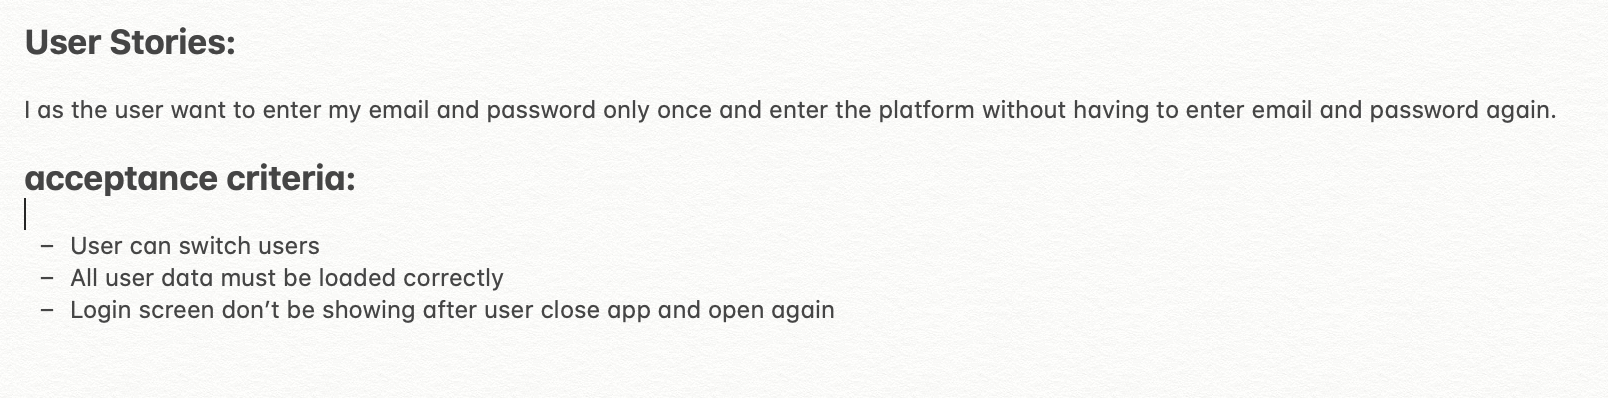 User Stories:
I as the user want to enter my email and password only once and enter the platform without having to enter email and password again.
acceptance criteria:
– User can switch users
– All user data must be loaded correctly
– Login screen don’t be showing after user close app and open again